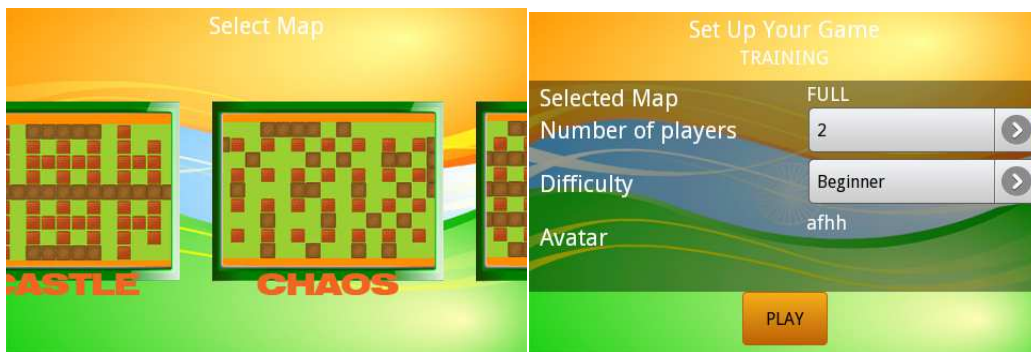 Select Map
CASTLE
CHAOS
Set Up Your Game
TRAINING
Selected Map FULL
Number of players 2
Difficulty Beginner
Avatar afhh
PLAY